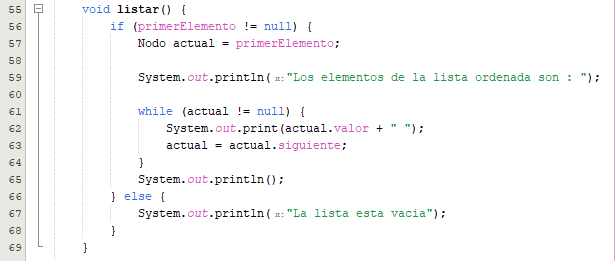 55 void listar() {
56 if (primerElemento != null) {
57 Nodo actual = primerElemento;
58
59 System.out.println( x: "Los elementos de la lista ordenada son : ");
60
61 while (actual != null) {
62 System.out.print(actual.valor + " ");
63 actual = actual.siguiente;
64 }
65 System.out.println();
66 } else {
67 System.out.println( x: "La lista esta vacia");
68 }
69 }